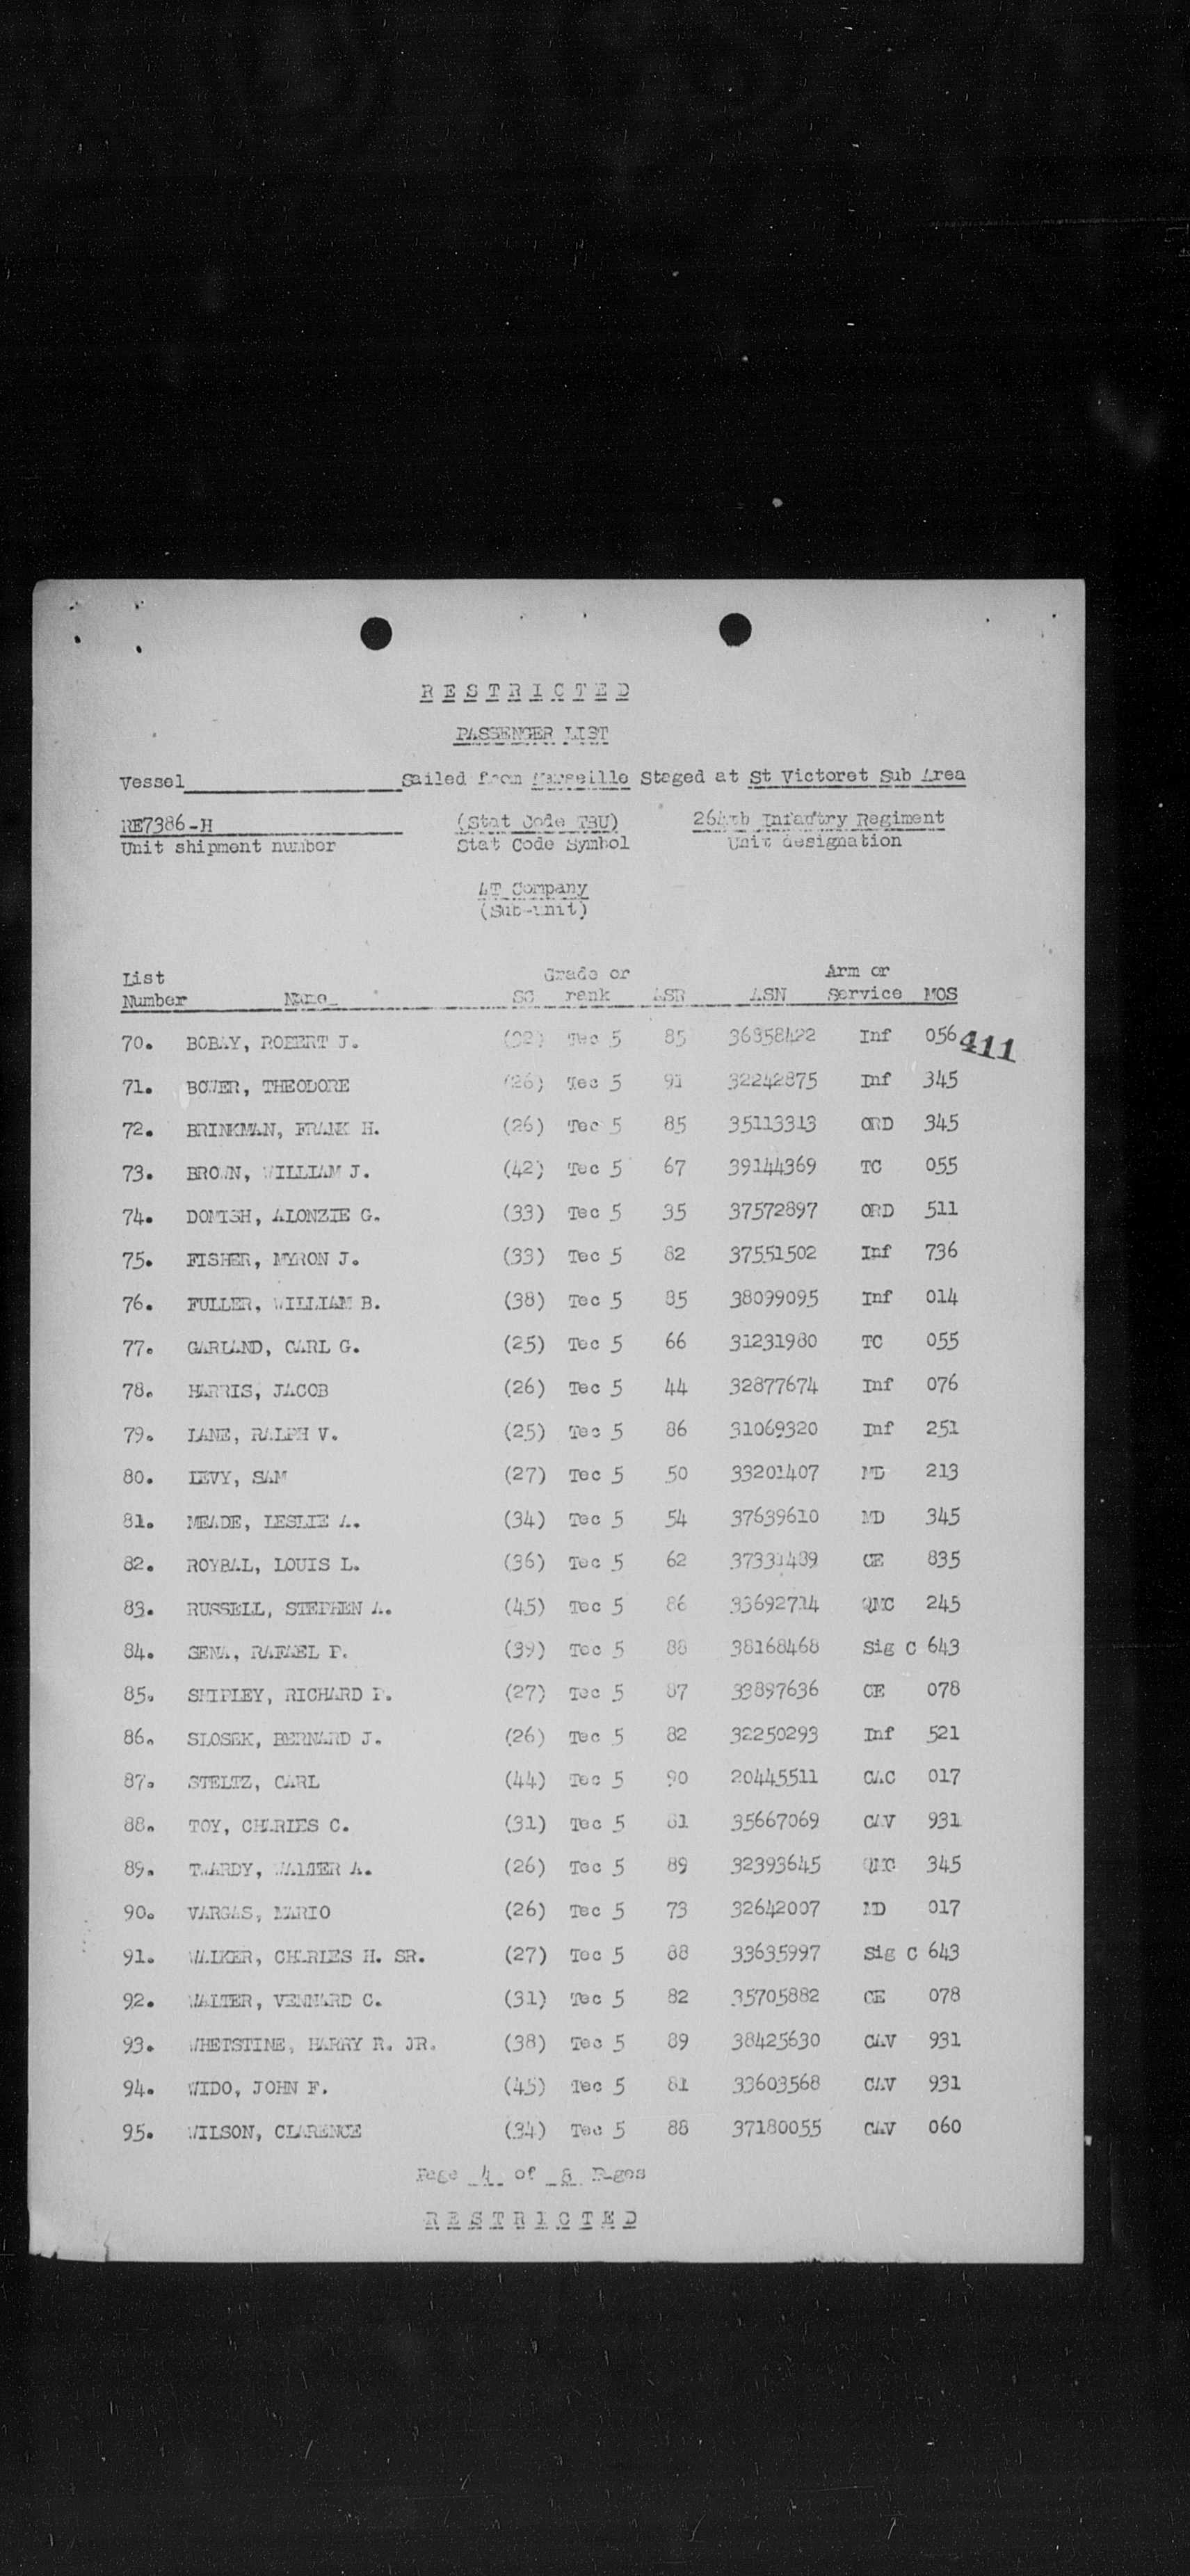 RESTRICTED
PASSENGER LIST
Vessel Sailed from Marseille Staged at St Victoret Sub Area
RE7386-H (Stat Code TBU) 264th Infantry Regiment
Unit shipment number Stat Code Symbol Unit designation
AT Company
(Sub-unit)
List Grade or Arm or
Number Name SC rank ASR ASN Service MOS
70. BOBAY, ROBERT J. Tec 5 85 36858422 Inf 056 411
71. BOWER, THEODORE (26) Tec 5 91 32242875 Inf 345
72. BRINKMAN, FRANK H. (26) Tec 5 85 35113313 ORD 345
73. BROWN, WILLIAM J. (42) Tec 5 67 39144369 TC 055
74. DOMISH, ALONZIE G. (33) Tec 5 35 37572897 ORD 511
75. FISHER, MYRON J. (33) Tec 5 82 37551502 Inf 736
76. FULLER, WILLIAM B. (38) Tec 5 85 38099095 Inf 014
77. GARLAND, CARL G. (25) Tec 5 66 31231980 TC 055
78. HARRIS, JACOB (26) Tec 5 44 32877674 Inf 076
79. LANE, RALPH V. (25) Tec 5 86 31069320 Inf 251
80. LEVY, SAM (27) Tec 5 50 33201407 MD 213
81. MEADE, LESLIE A. (34) Tec 5 54 37639610 MD 345
82. ROYBAL, LOUIS L. (36) Tec 5 62 37331489 CE 835
83. RUSSELL, STEPHEN A. (45) Tec 5 86 33692714 QMC 245
84. SENA, RAFAEL P. (39) Tec 5 88 38168468 Sig C 643
85. SHIPLEY, RICHARD P. (27) Tec 5 87 33897636 CE 078
86. SLOSEK, BERNARD J. (26) Tec 5 82 32250293 Inf 521
87. STELTZ, CARL (44) Tec 5 90 20445511 CAC 017
88. TOY, CHARLES C. (31) Tec 5 81 35667069 CAV 931
89. TWARDY, WALTER A. (26) Tec 5 89 32393645 QMC 345
90. VARGAS, MARIO (26) Tec 5 73 32642007 MD 017
91. WALKER, CHARLES H. SR. (27) Tec 5 88 33635997 Sig C 643
92. WALTER, VENNARD C. (31) Tec 5 82 35705882 CE 078
93. WHETSTINE, HARRY R. JR. (38) Tec 5 89 38425630 CAV 931
94. WIDO, JOHN F. (45) Tec 5 81 33603568 CAV 931
95. WILSON, CLARENCE (34) Tec 5 88 37180055 CAV 060
Page 4 of 8 Pages
RESTRICTED